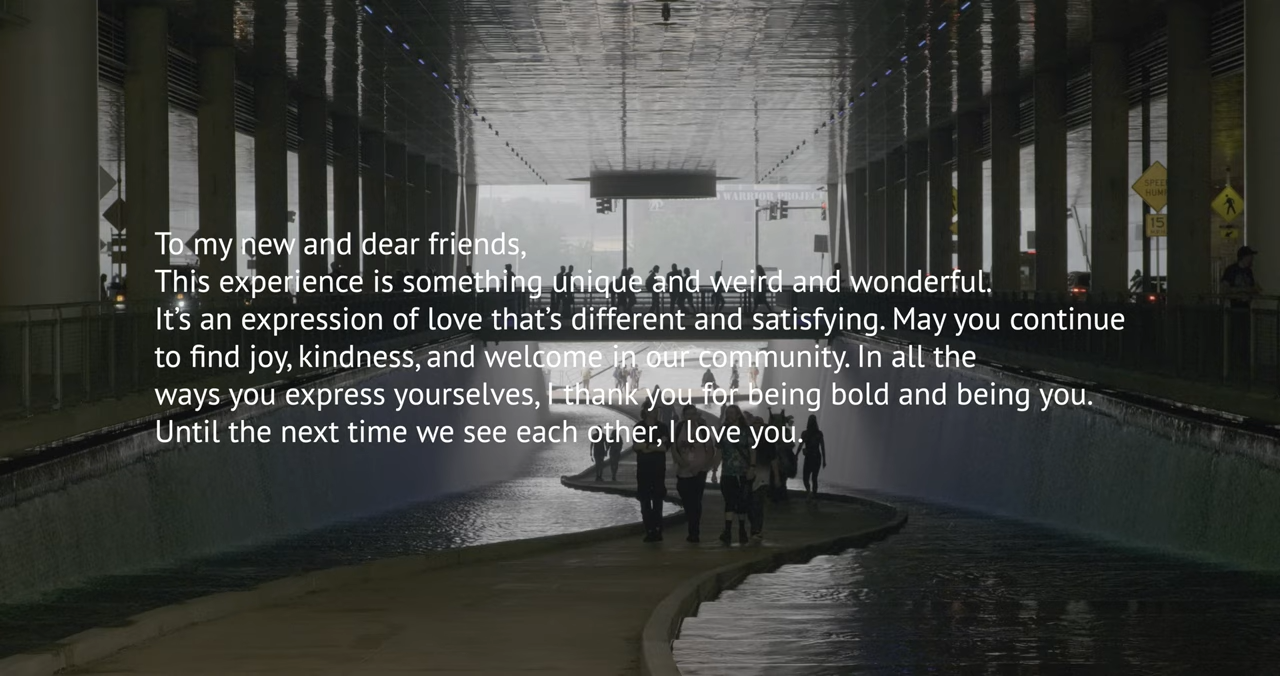 WARRIOR PROJECT
SPEED
HUMP
15
To my new and dear friends,
This experience is something unique and weird and wonderful.
It’s an expression of love that’s different and satisfying. May you continue
to find joy, kindness, and welcome in our community. In all the
ways you express yourselves, I thank you for being bold and being you.
Until the next time we see each other, I love you.